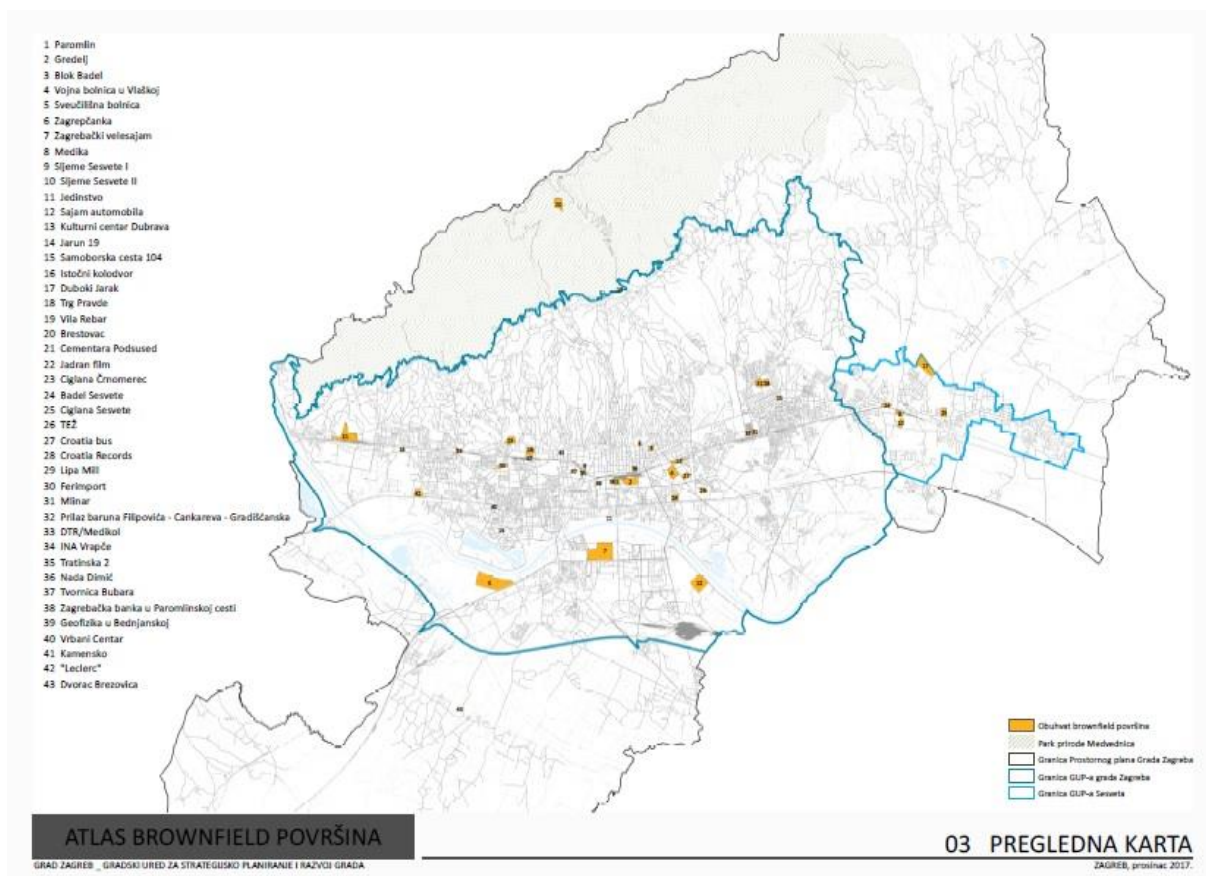 1 Paromlin
2 Gredelj
3 Blok Badel
4 Vojna bolnica u Vlaškoj
5 Sveučilišna bolnica
6 Zagrepčanka
7 Zagrebački velesajam
8 Medika
9 Sljeme Sesvete I
10 Sljeme Sesvete II
11 Jedinstvo
12 Sajam automobila
13 Kulturni centar Dubrava
14 Jarun 19
15 Samoborska cesta 104
16 Istočni kolodvor
17 Duboki Jarak
18 Trg Pravde
19 Vila Rebar
20 Brestovac
21 Cementara Podsused
22 Jadran film
23 Ciglana Črnomerec
24 Badel Sesvete
25 Ciglana Sesvete
26 TEŽ
27 Croatia bus
28 Croatia Records
29 Lipa Mill
30 Ferimport
31 Mlinar
32 Prilaz baruna Filipovića - Cankareva - Gradišćanska
33 DTR/Medikol
34 INA Vrapče
35 Tratinska 2
36 Nada Dimić
37 Tvornica Bubara
38 Zagrebačka banka u Paromlinskoj cesti
39 Geofizika u Bednjanskoj
40 Vrbani Centar
41 Kamensko
42 "Leclerc"
43 Dvorac Brezovica
Obuhvat brownfield površina
Park prirode Medvednica
Granica Prostornog plana Grada Zagreba
Granica GUP-a grada Zagreba
Granica GUP-a Sesveta
ATLAS BROWNFIELD POVRŠINA
03 PREGLEDNA KARTA
GRAD ZAGREB _ GRADSKI URED ZA STRATEGIJSKO PLANIRANJE I RAZVOJ GRADA
ZAGREB, prosinac 2017.